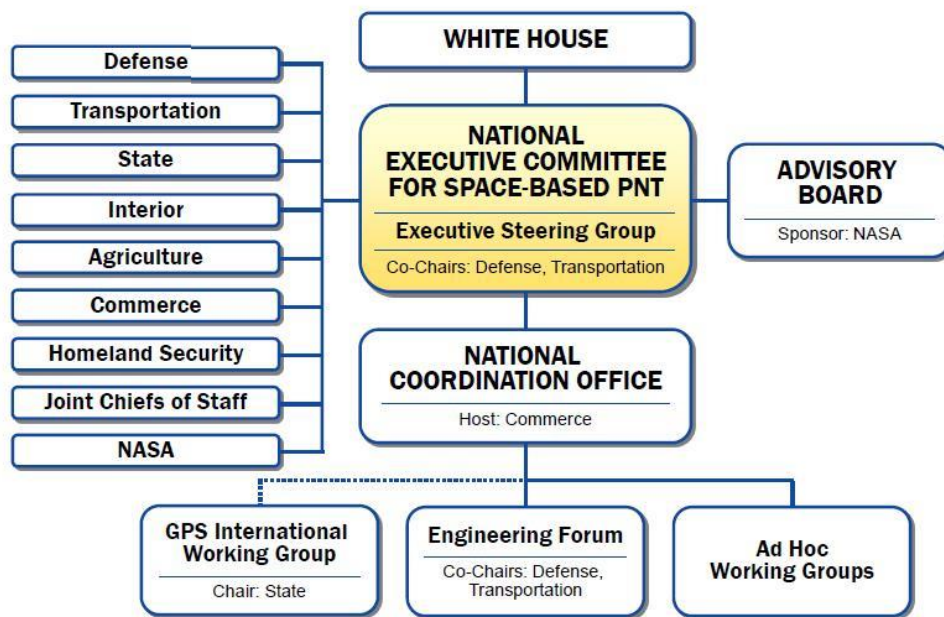 WHITE HOUSE
Defense
Transportation
State
Interior
Agriculture
Commerce
Homeland Security
Joint Chiefs of Staff
NASA
NATIONAL
EXECUTIVE COMMITTEE
FOR SPACE-BASED PNT
Executive Steering Group
Co-Chairs: Defense, Transportation
ADVISORY
BOARD
Sponsor: NASA
NATIONAL
COORDINATION OFFICE
Host: Commerce
GPS International
Working Group
Chair: State
Engineering Forum
Co-Chairs: Defense,
Transportation
Ad Hoc
Working Groups